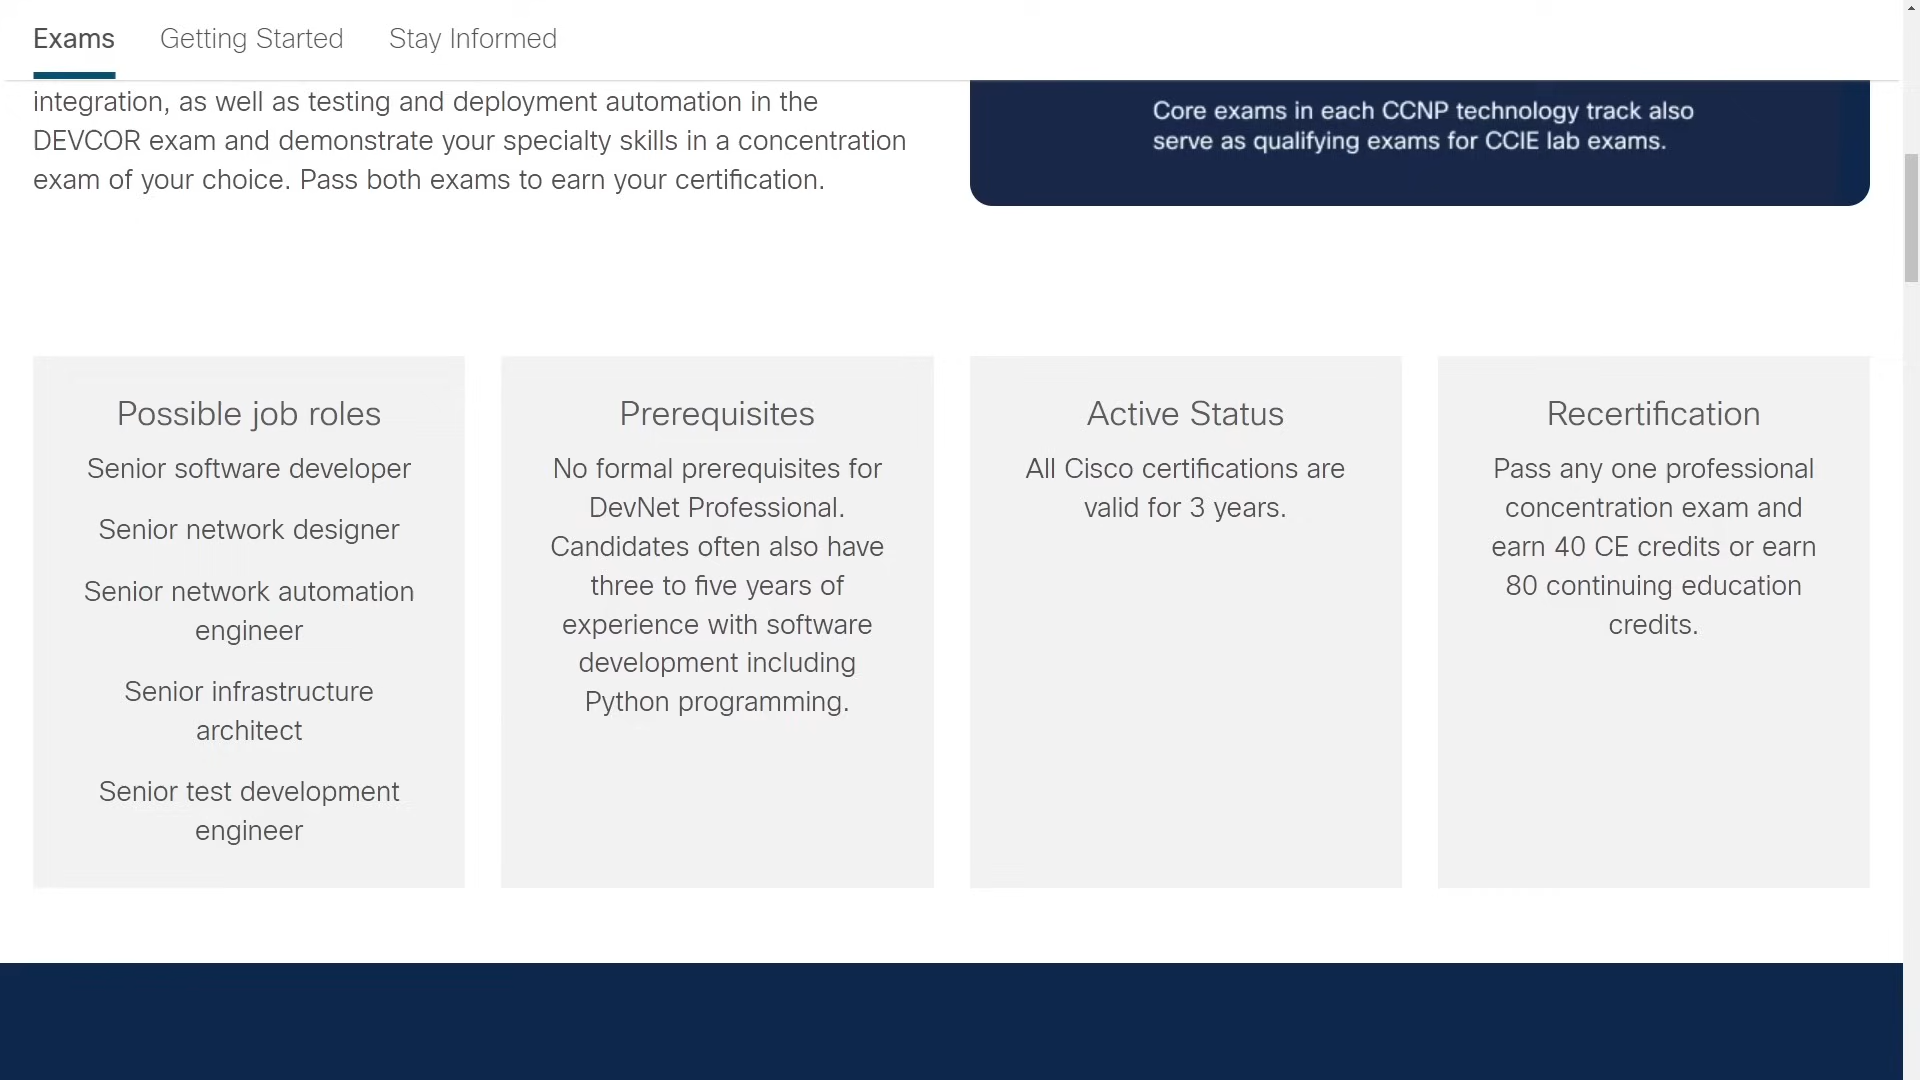 Exams
Getting Started
Stay Informed
integration, as well as testing and deployment automation in the
DEVCOR exam and demonstrate your specialty skills in a concentration
exam of your choice. Pass both exams to earn your certification.
Core exams in each CCNP technology track also
serve as qualifying exams for CCIE lab exams.
Possible job roles
Senior software developer
Senior network designer
Senior network automation
engineer
Senior infrastructure
architect
Senior test development
engineer
Prerequisites
No formal prerequisites for
DevNet Professional.
Candidates often also have
three to five years of
experience with software
development including
Python programming.
Active Status
All Cisco certifications are
valid for 3 years.
Recertification
Pass any one professional
concentration exam and
earn 40 CE credits or earn
80 continuing education
credits.